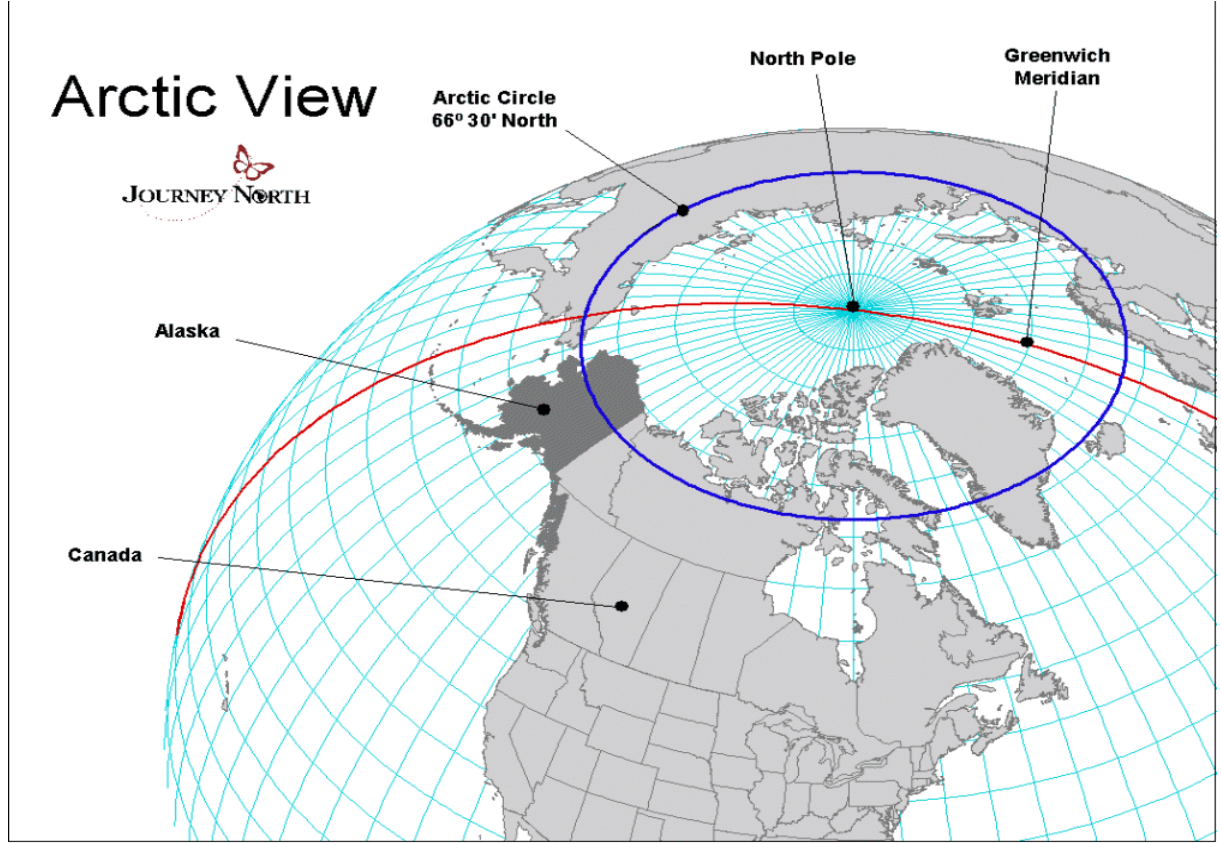 Arctic View
JOURNEY NORTH
Arctic Circle
66º 30' North
North Pole
Greenwich
Meridian
Alaska
Canada